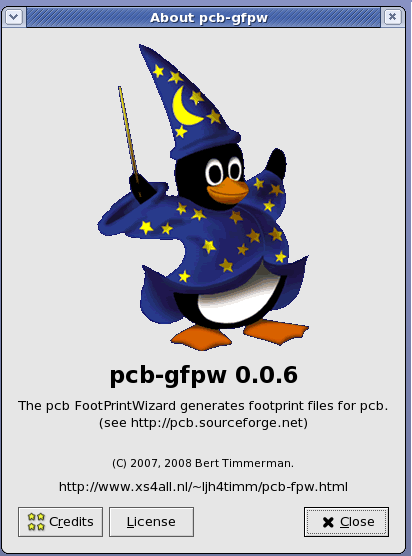 About pcb-gfpw
pcb-gfpw 0.0.6
The pcb FootPrintWizard generates footprint files for pcb.
(see http://pcb.sourceforge.net)
(C) 2007, 2008 Bert Timmerman.
http://www.xs4all.nl/~ljh4timm/pcb-fpw.html
Credits License Close